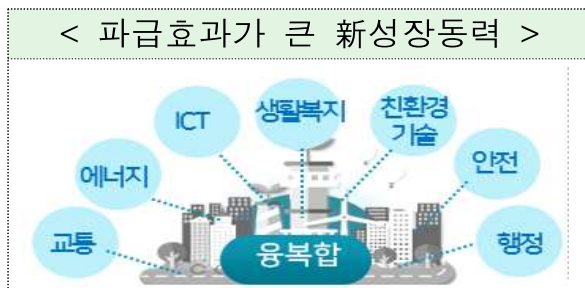 < 파급효과가 큰 新성장동력 >
ICT
생활복지
친환경
기술
에너지
안전
교통
융복합
행정